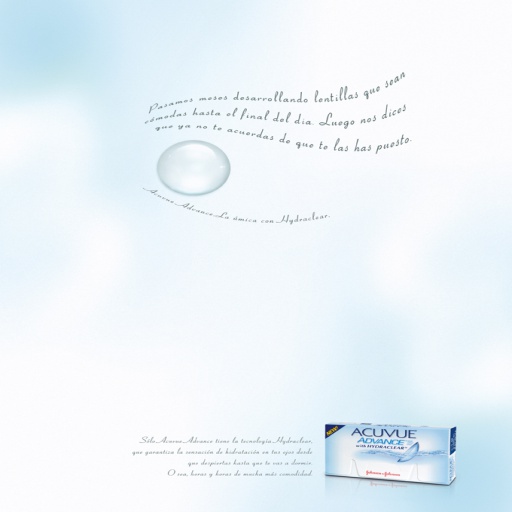 Pasamos meses desarrollando lentillas que sean
cómodas hasta el final del día. Luego nos dices
que ya no te acuerdas de que te las has puesto.
Acuvue Advance. La única con Hydraclear.
Sólo Acuvue Advance tiene la tecnología Hydraclear,
que garantiza la sensación de hidratación en tus ojos desde
que despiertas hasta que te vas a dormir.
O sea, horas y horas de mucha más comodidad.
NEW!
ACUVUE
ADVANCE
with HYDRACLEAR
Johnson & Johnson